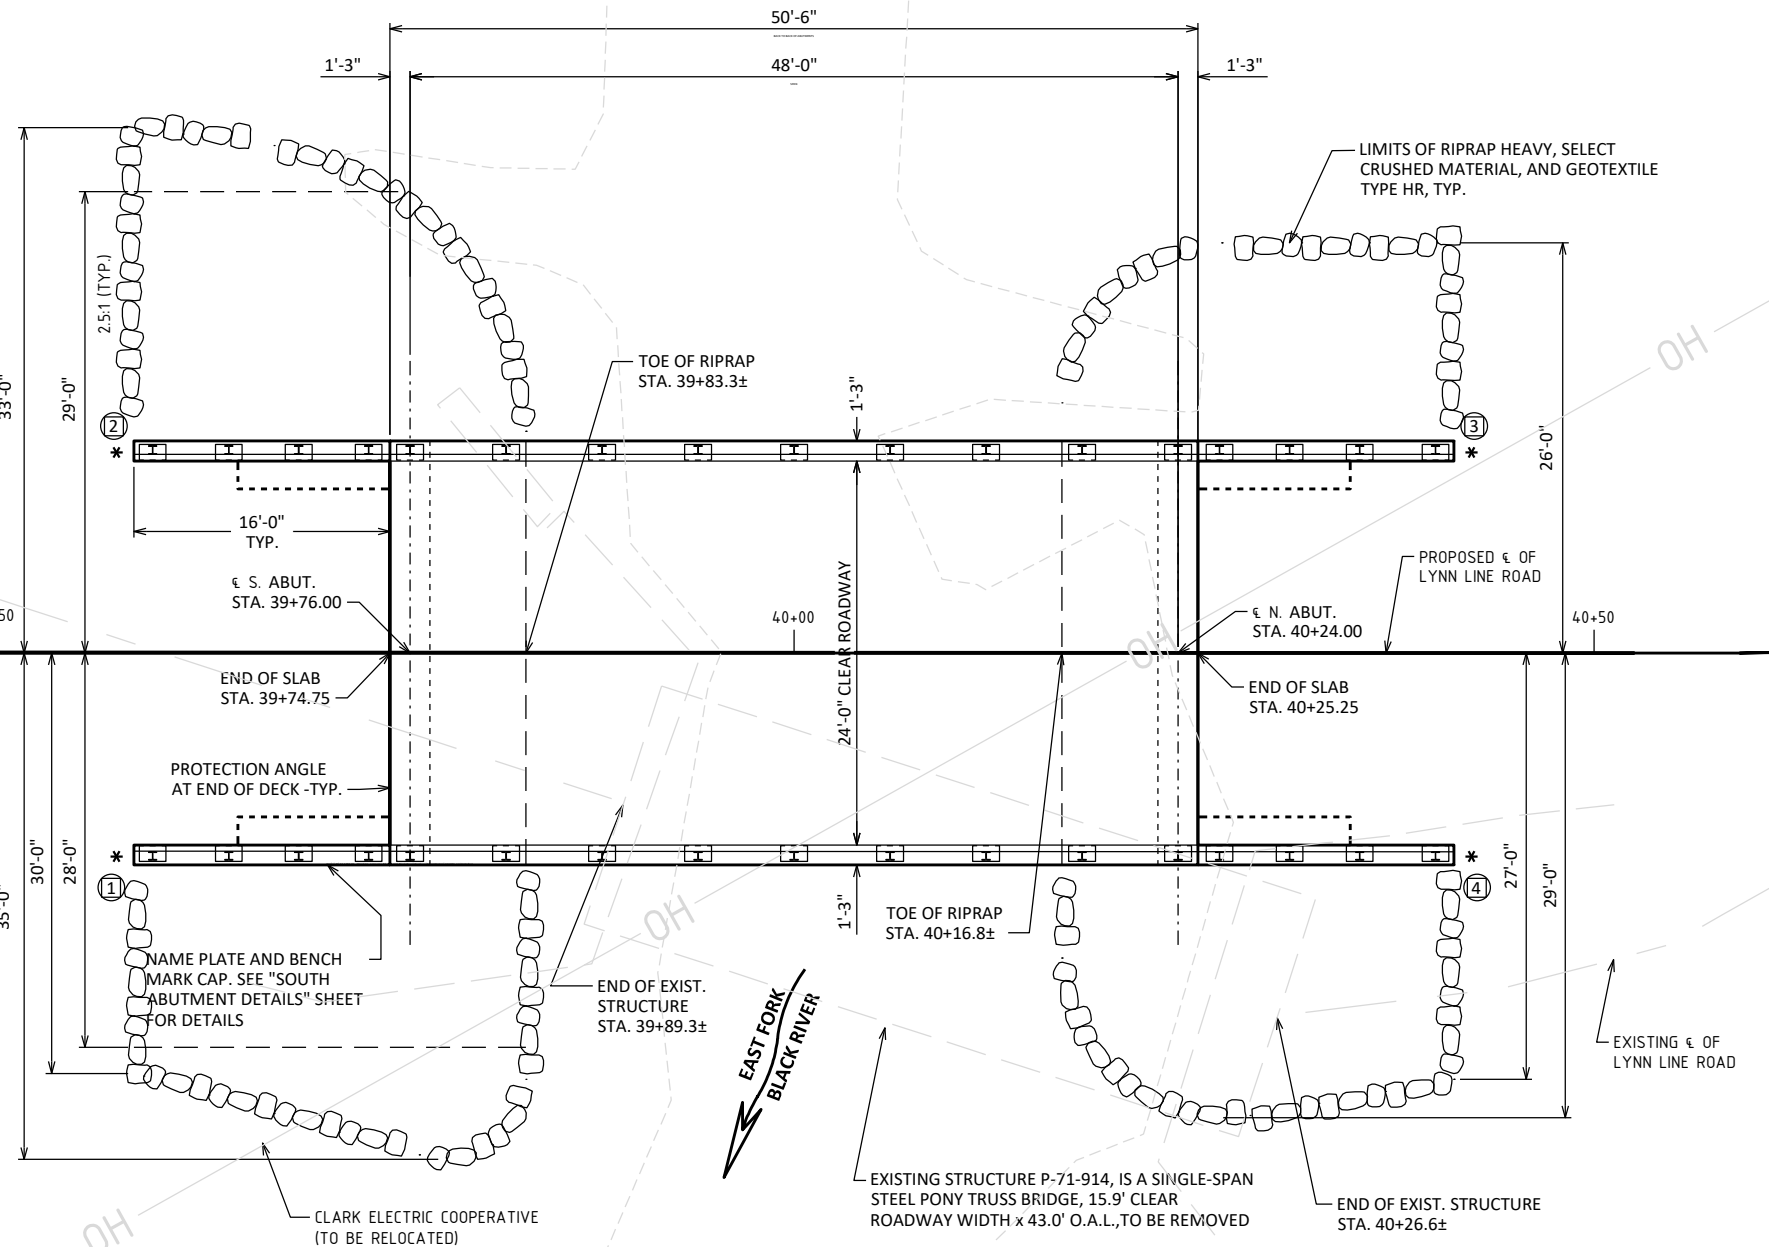 50'-6"
1'-3"
48'-0"
1'-3"
LIMITS OF RIPRAP HEAVY, SELECT
CRUSHED MATERIAL, AND GEOTEXTILE
TYPE HR, TYP.
2.5:1 (TYP.)
33'-0"
29'-0"
TOE OF RIPRAP
STA. 39+83.3±
1'-3"
OH
2
*
3
*
26'-0"
16'-0"
TYP.
℄ S. ABUT.
STA. 39+76.00
24'-0" CLEAR ROADWAY
PROPOSED ℄ OF
LYNN LINE ROAD
50
40+00
℄ N. ABUT.
STA. 40+24.00
40+50
OH
END OF SLAB
STA. 39+74.75
END OF SLAB
STA. 40+25.25
PROTECTION ANGLE
AT END OF DECK -TYP.
*
1
*
4
35'-0"
30'-0"
28'-0"
1'-3"
27'-0"
29'-0"
TOE OF RIPRAP
STA. 40+16.8±
OH
NAME PLATE AND BENCH
MARK CAP. SEE "SOUTH
ABUTMENT DETAILS" SHEET
FOR DETAILS
END OF EXIST.
STRUCTURE
STA. 39+89.3±
EAST FORK
BLACK RIVER
EXISTING ℄ OF
LYNN LINE ROAD
EXISTING STRUCTURE P-71-914, IS A SINGLE-SPAN
STEEL PONY TRUSS BRIDGE, 15.9' CLEAR
ROADWAY WIDTH x 43.0' O.A.L.,TO BE REMOVED
END OF EXIST. STRUCTURE
STA. 40+26.6±
CLARK ELECTRIC COOPERATIVE
(TO BE RELOCATED)
OH